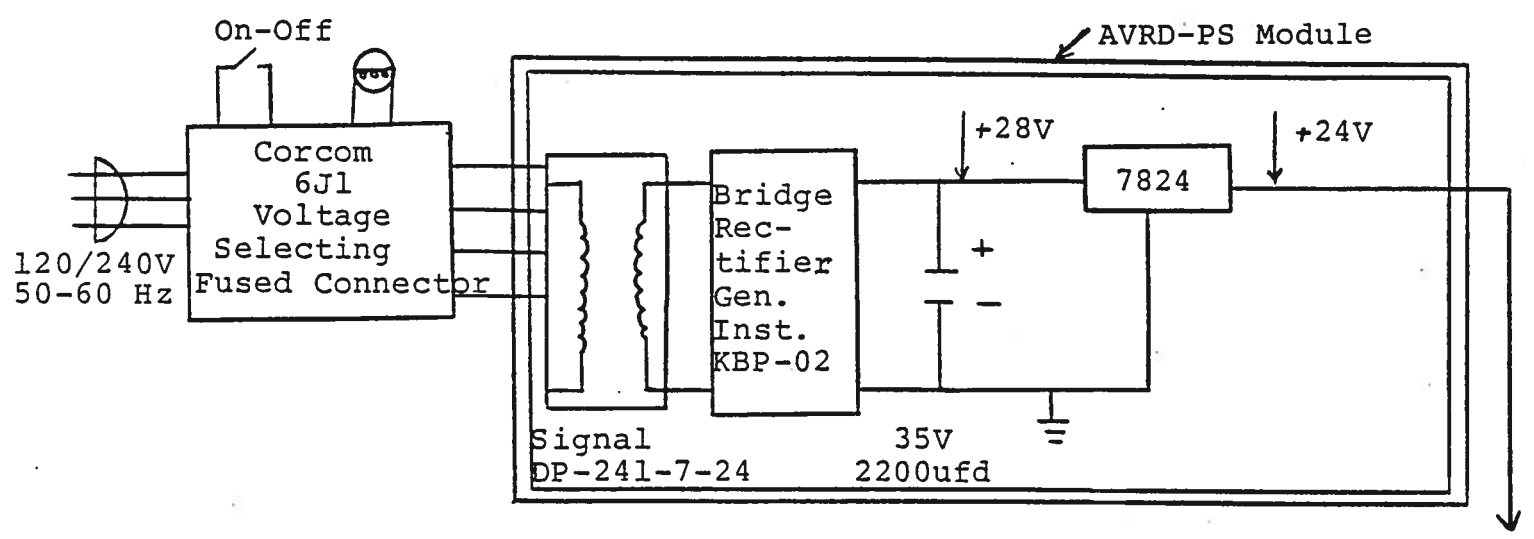 On-Off
AVRD-PS Module
Corcom
6J1
Voltage
Selecting
Fused Connector
120/240V
50-60 Hz
Bridge
Rec-
tifier
Gen.
Inst.
KBP-02
+28V
7824
+24V
+
-
Signal
DP-241-7-24
35V
2200ufd